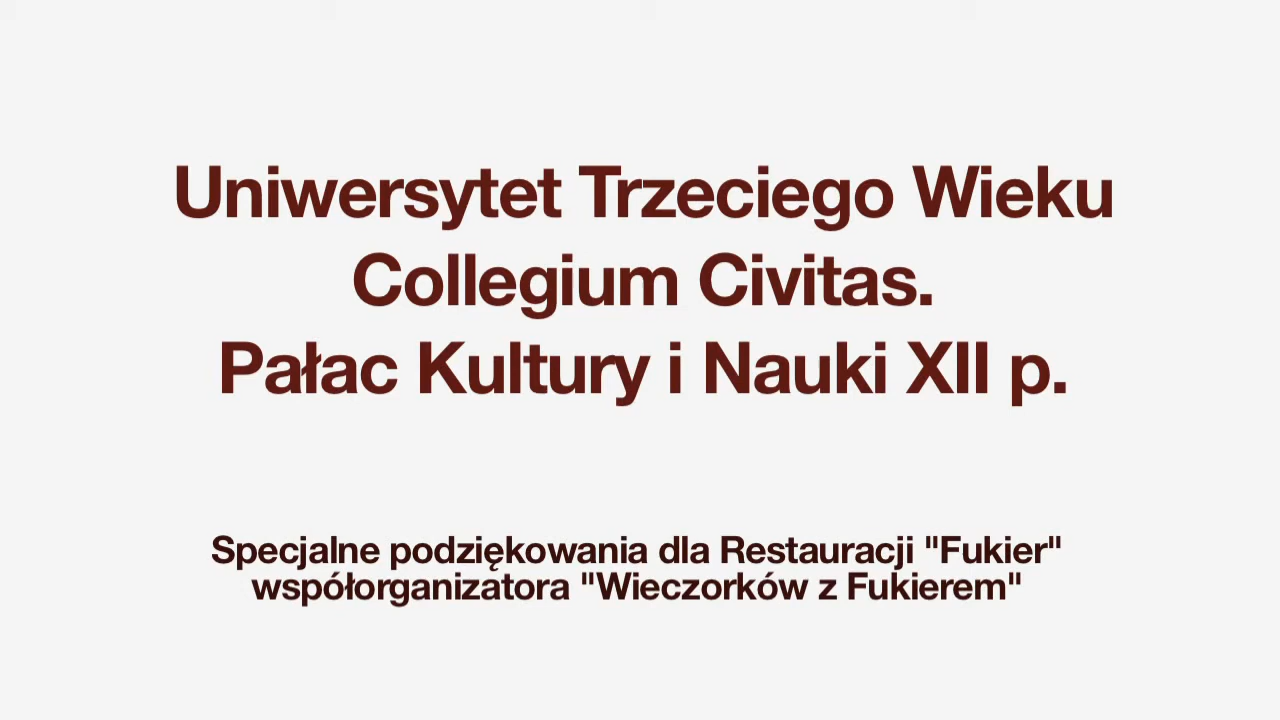 Uniwersytet Trzeciego Wieku
Collegium Civitas.
Pałac Kultury i Nauki XII p.
Specjalne podziękowania dla Restauracji "Fukier"
współorganizatora "Wieczorków z Fukierem"